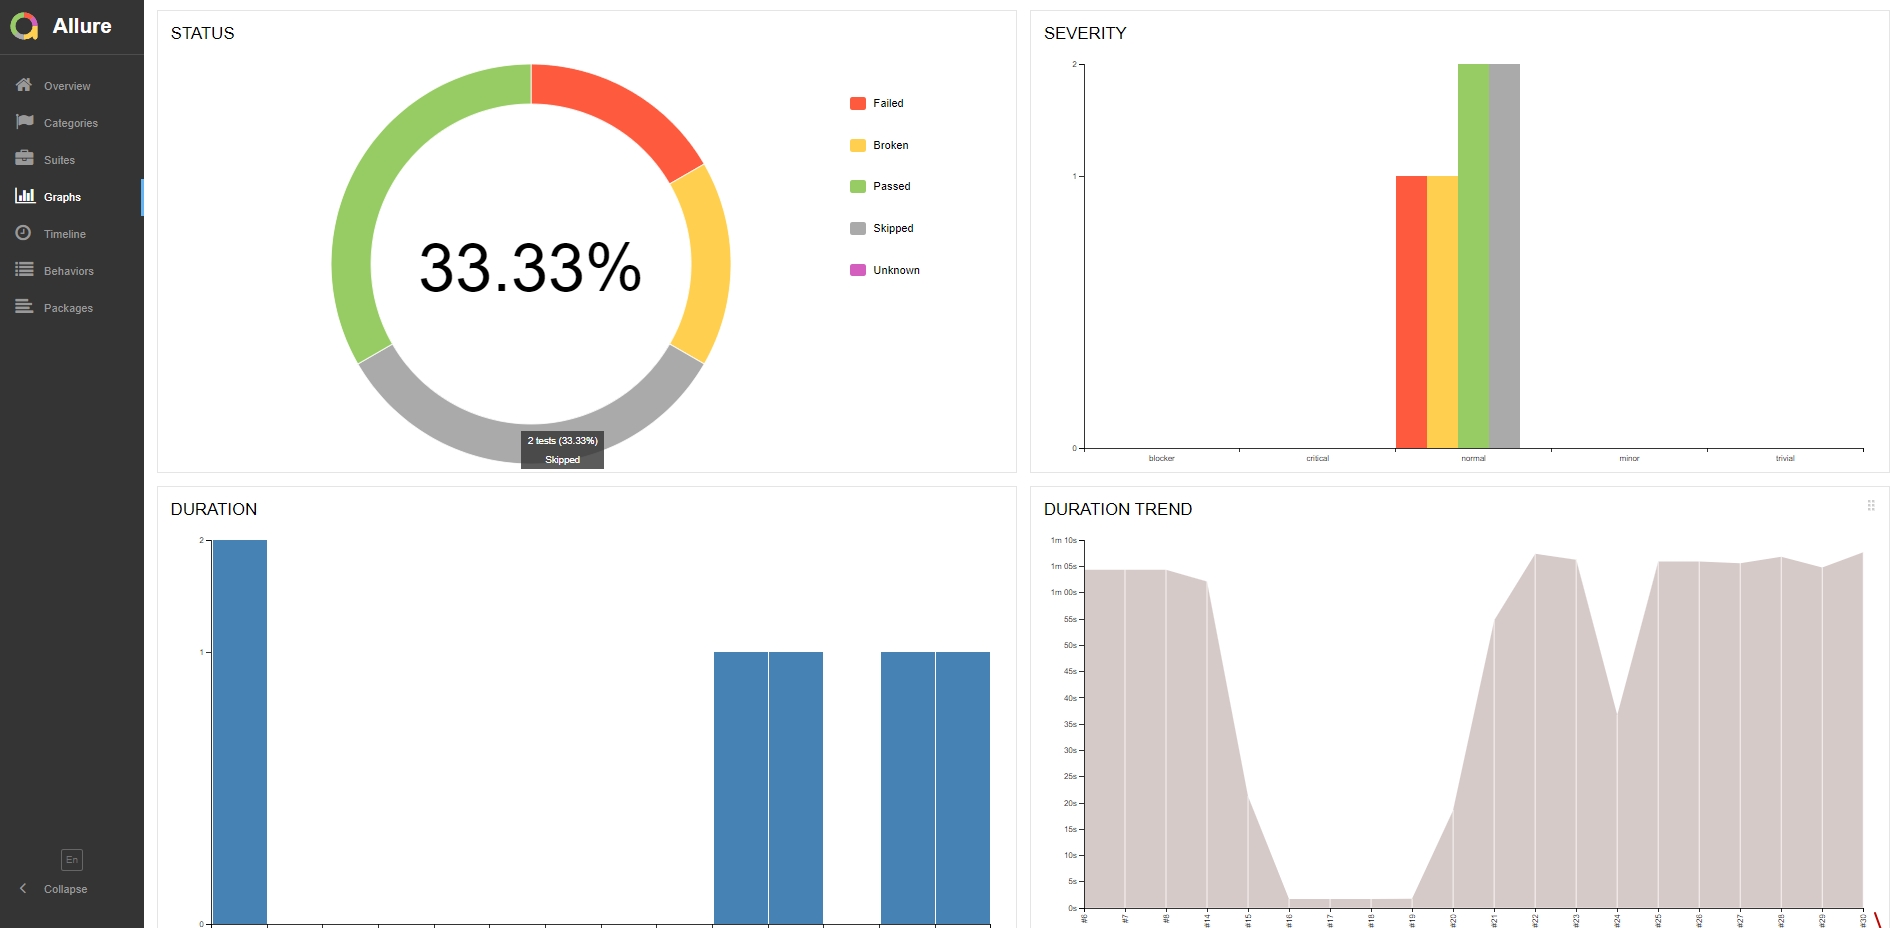 Allure
Overview
Categories
Suites
Graphs
Timeline
Behaviors
Packages
En
Collapse
STATUS
33.33%
2 tests (33.33%)
Skipped
Failed
Broken
Passed
Skipped
Unknown
SEVERITY
2
1
0
blocker
critical
normal
minor
trivial
DURATION
2
1
0
DURATION TREND
1m 10s
1m 05s
1m 00s
55s
50s
45s
40s
35s
30s
25s
20s
15s
10s
5s
0s
#6
#7
#8
#14
#15
#16
#17
#18
#19
#20
#21
#22
#23
#24
#25
#26
#27
#28
#29
#30